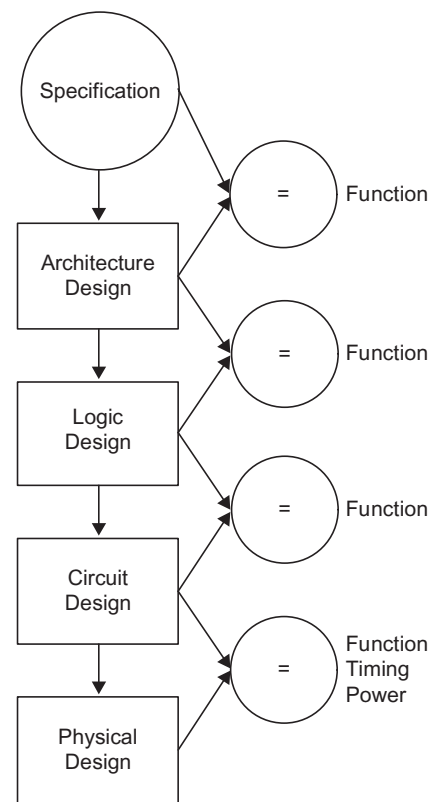 Specification
=
Function
Architecture
Design
=
Function
Logic
Design
=
Function
Circuit
Design
=
Function
Timing
Power
Physical
Design